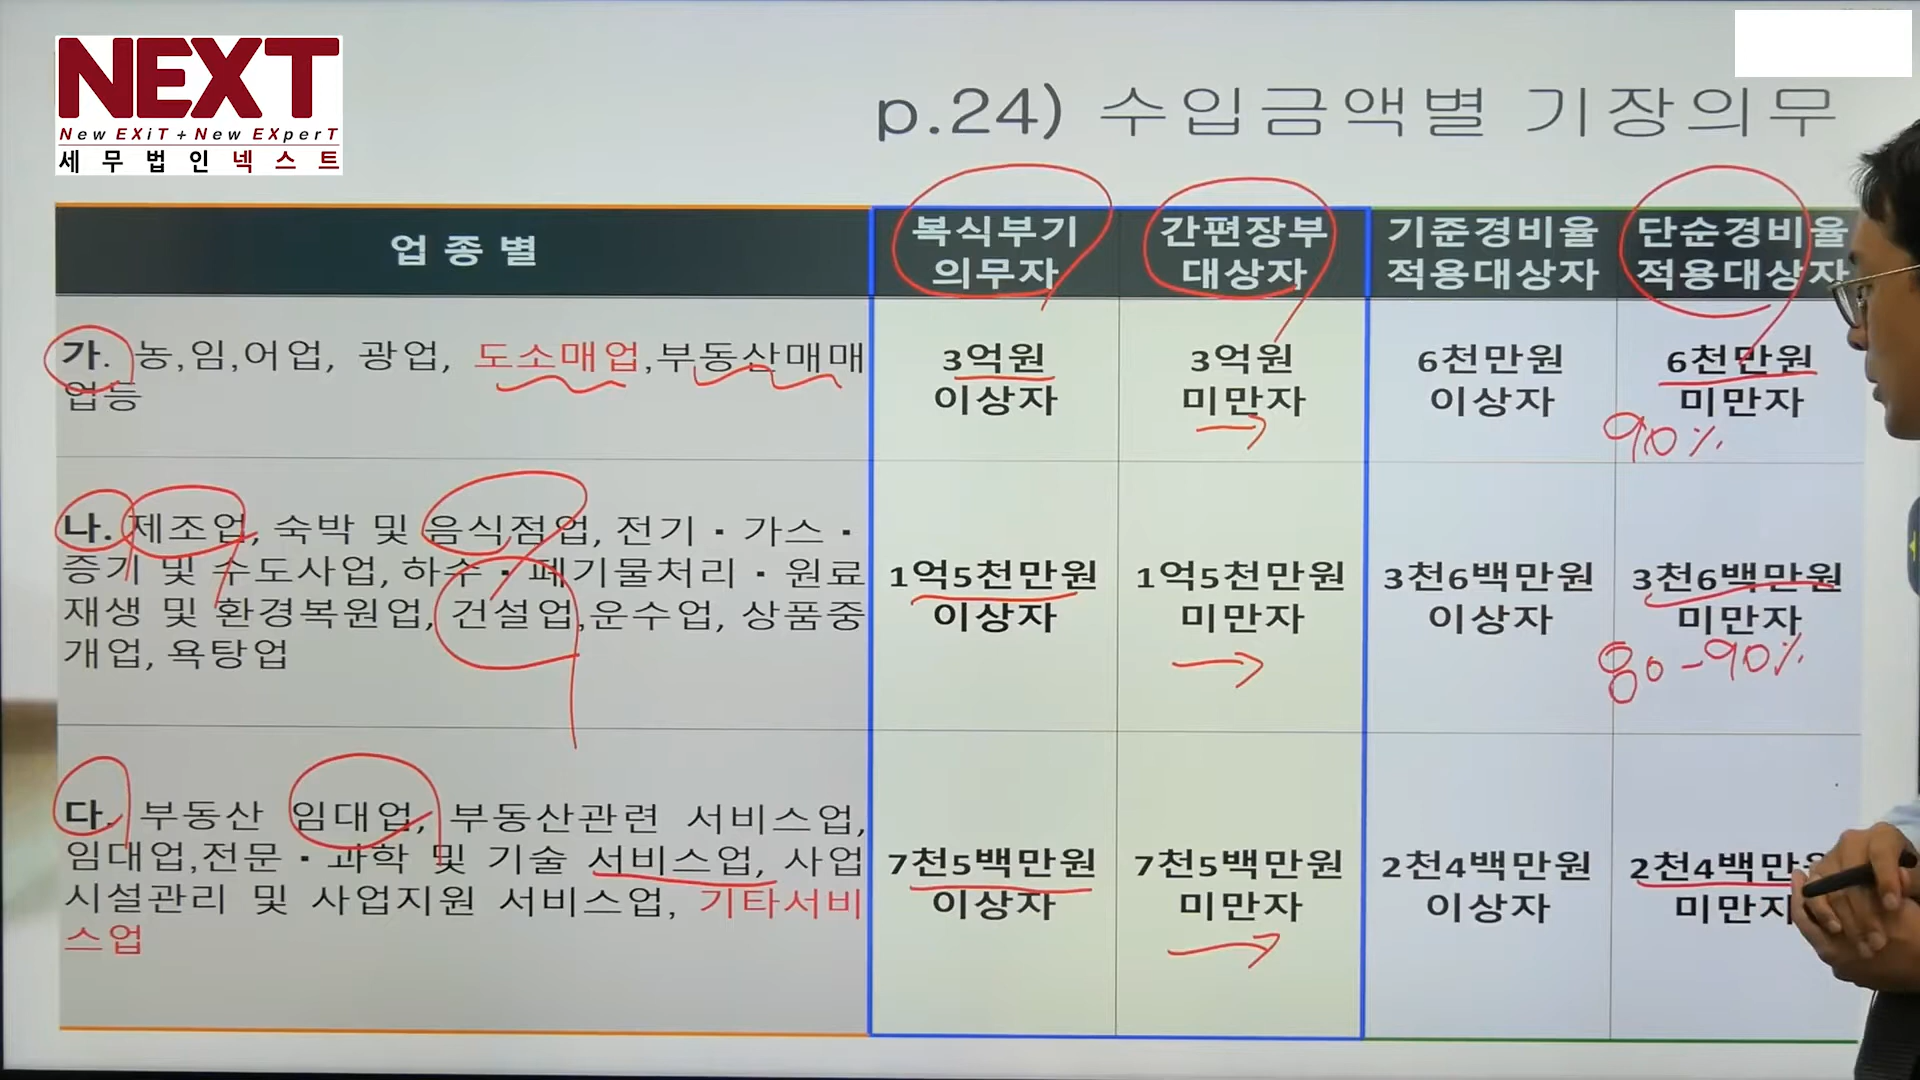 NEXT
New EXiT + New EXperT
세무법인넥스트
p.24) 수입금액별 기장의무
업종별
복식부기
의무자
간편장부
대상자
기준경비율
적용대상자
단순경비율
적용대상자
가. 농,임,어업, 광업, 도소매업,부동산매매
업등
3억원
이상자
3억원
미만자
6천만원
이상자
6천만원
미만자
90%
나. 제조업, 숙박 및 음식점업, 전기·가스·
증기 및 수도사업, 하수·폐기물처리·원료
재생 및 환경복원업, 건설업,운수업, 상품중
개업, 욕탕업
1억5천만원
이상자
1억5천만원
미만자
3천6백만원
이상자
3천6백만원
미만자
80-90%
다. 부동산 임대업, 부동산관련 서비스업,
임대업,전문·과학 및 기술 서비스업, 사업
시설관리 및 사업지원 서비스업, 기타서비
스업
7천5백만원
이상자
7천5백만원
미만자
2천4백만원
이상자
2천4백만원
미만자